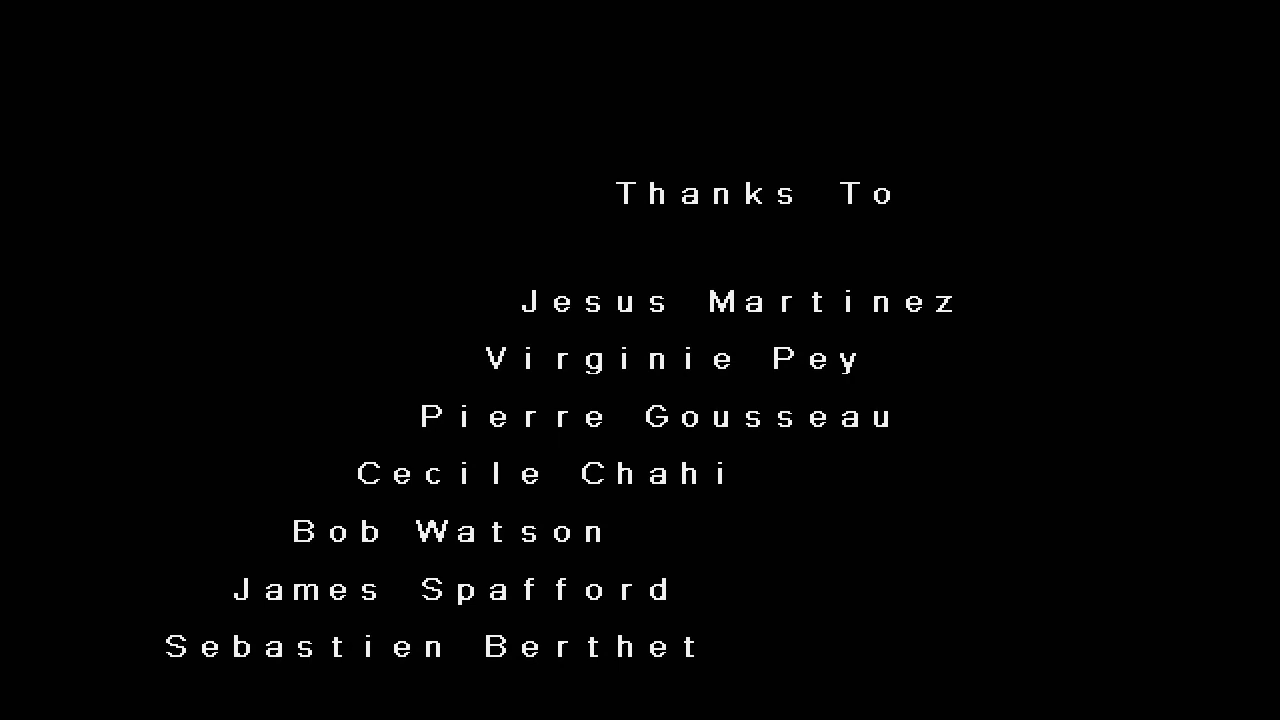 Thanks To
Jesus Martinez
Virginie Pey
Pierre Gousseau
Cecile Chahi
Bob Watson
James Spafford
Sebastien Berthet